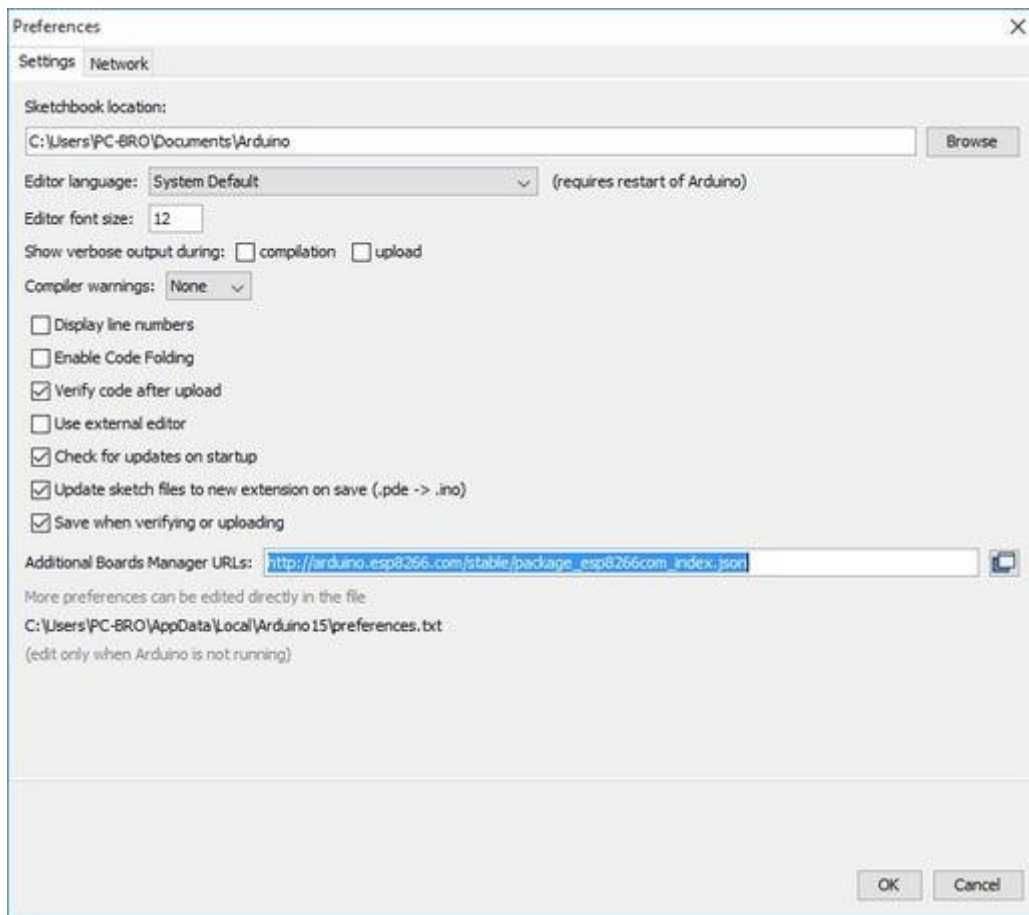 Preferences
Settings Network
Sketchbook location:
C:\Users\PC-BRO\Documents\Arduino Browse
Editor language: System Default (requires restart of Arduino)
Editor font size: 12
Show verbose output during: compilation upload
Compiler warnings: None
Display line numbers
Enable Code Folding
Verify code after upload
Use external editor
Check for updates on startup
Update sketch files to new extension on save (.pde -> .ino)
Save when verifying or uploading
Additional Boards Manager URLs: http://arduino.esp8266.com/stable/package_esp8266com_index.json
More preferences can be edited directly in the file
C:\Users\PC-BRO\AppData\Local\Arduino15\preferences.txt
(edit only when Arduino is not running)
OK Cancel